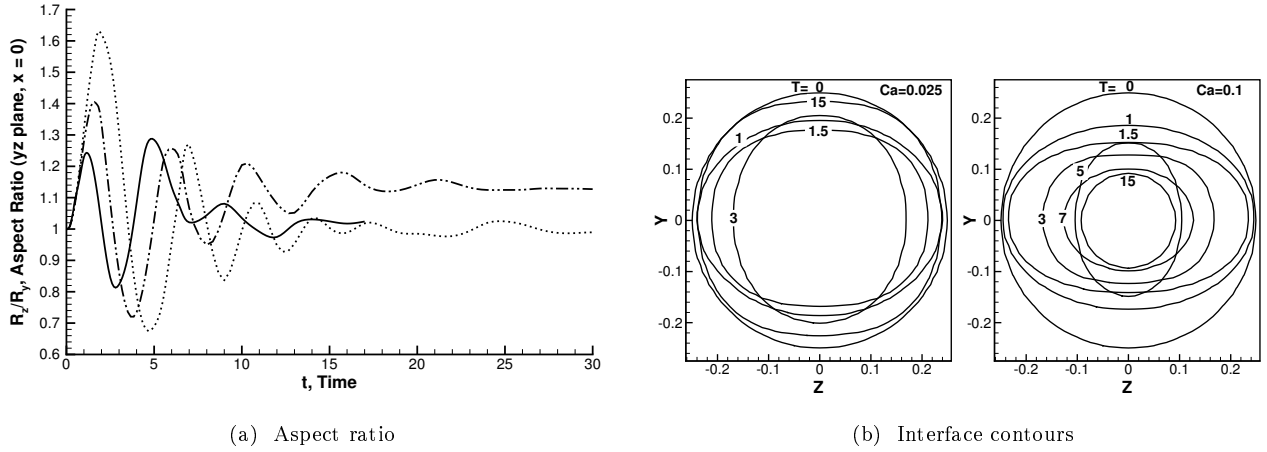 1.7
1.6
1.5
1.4
1.3
1.2
1.1
1
0.9
0.8
0.7
0.6
R_z/R_y, Aspect Ratio (yz plane, x = 0)
0 5 10 15 20 25 30
t, Time
(a) Aspect ratio
T= 0 Ca=0.025
15
1
1.5
3
0.2
0.1
0
-0.1
-0.2
Y
-0.2 -0.1 0 0.1 0.2
Z
T= 0 Ca=0.1
1
1.5
5
15
3 7
0.2
0.1
0
-0.1
-0.2
Y
-0.2 -0.1 0 0.1 0.2
Z
(b) Interface contours